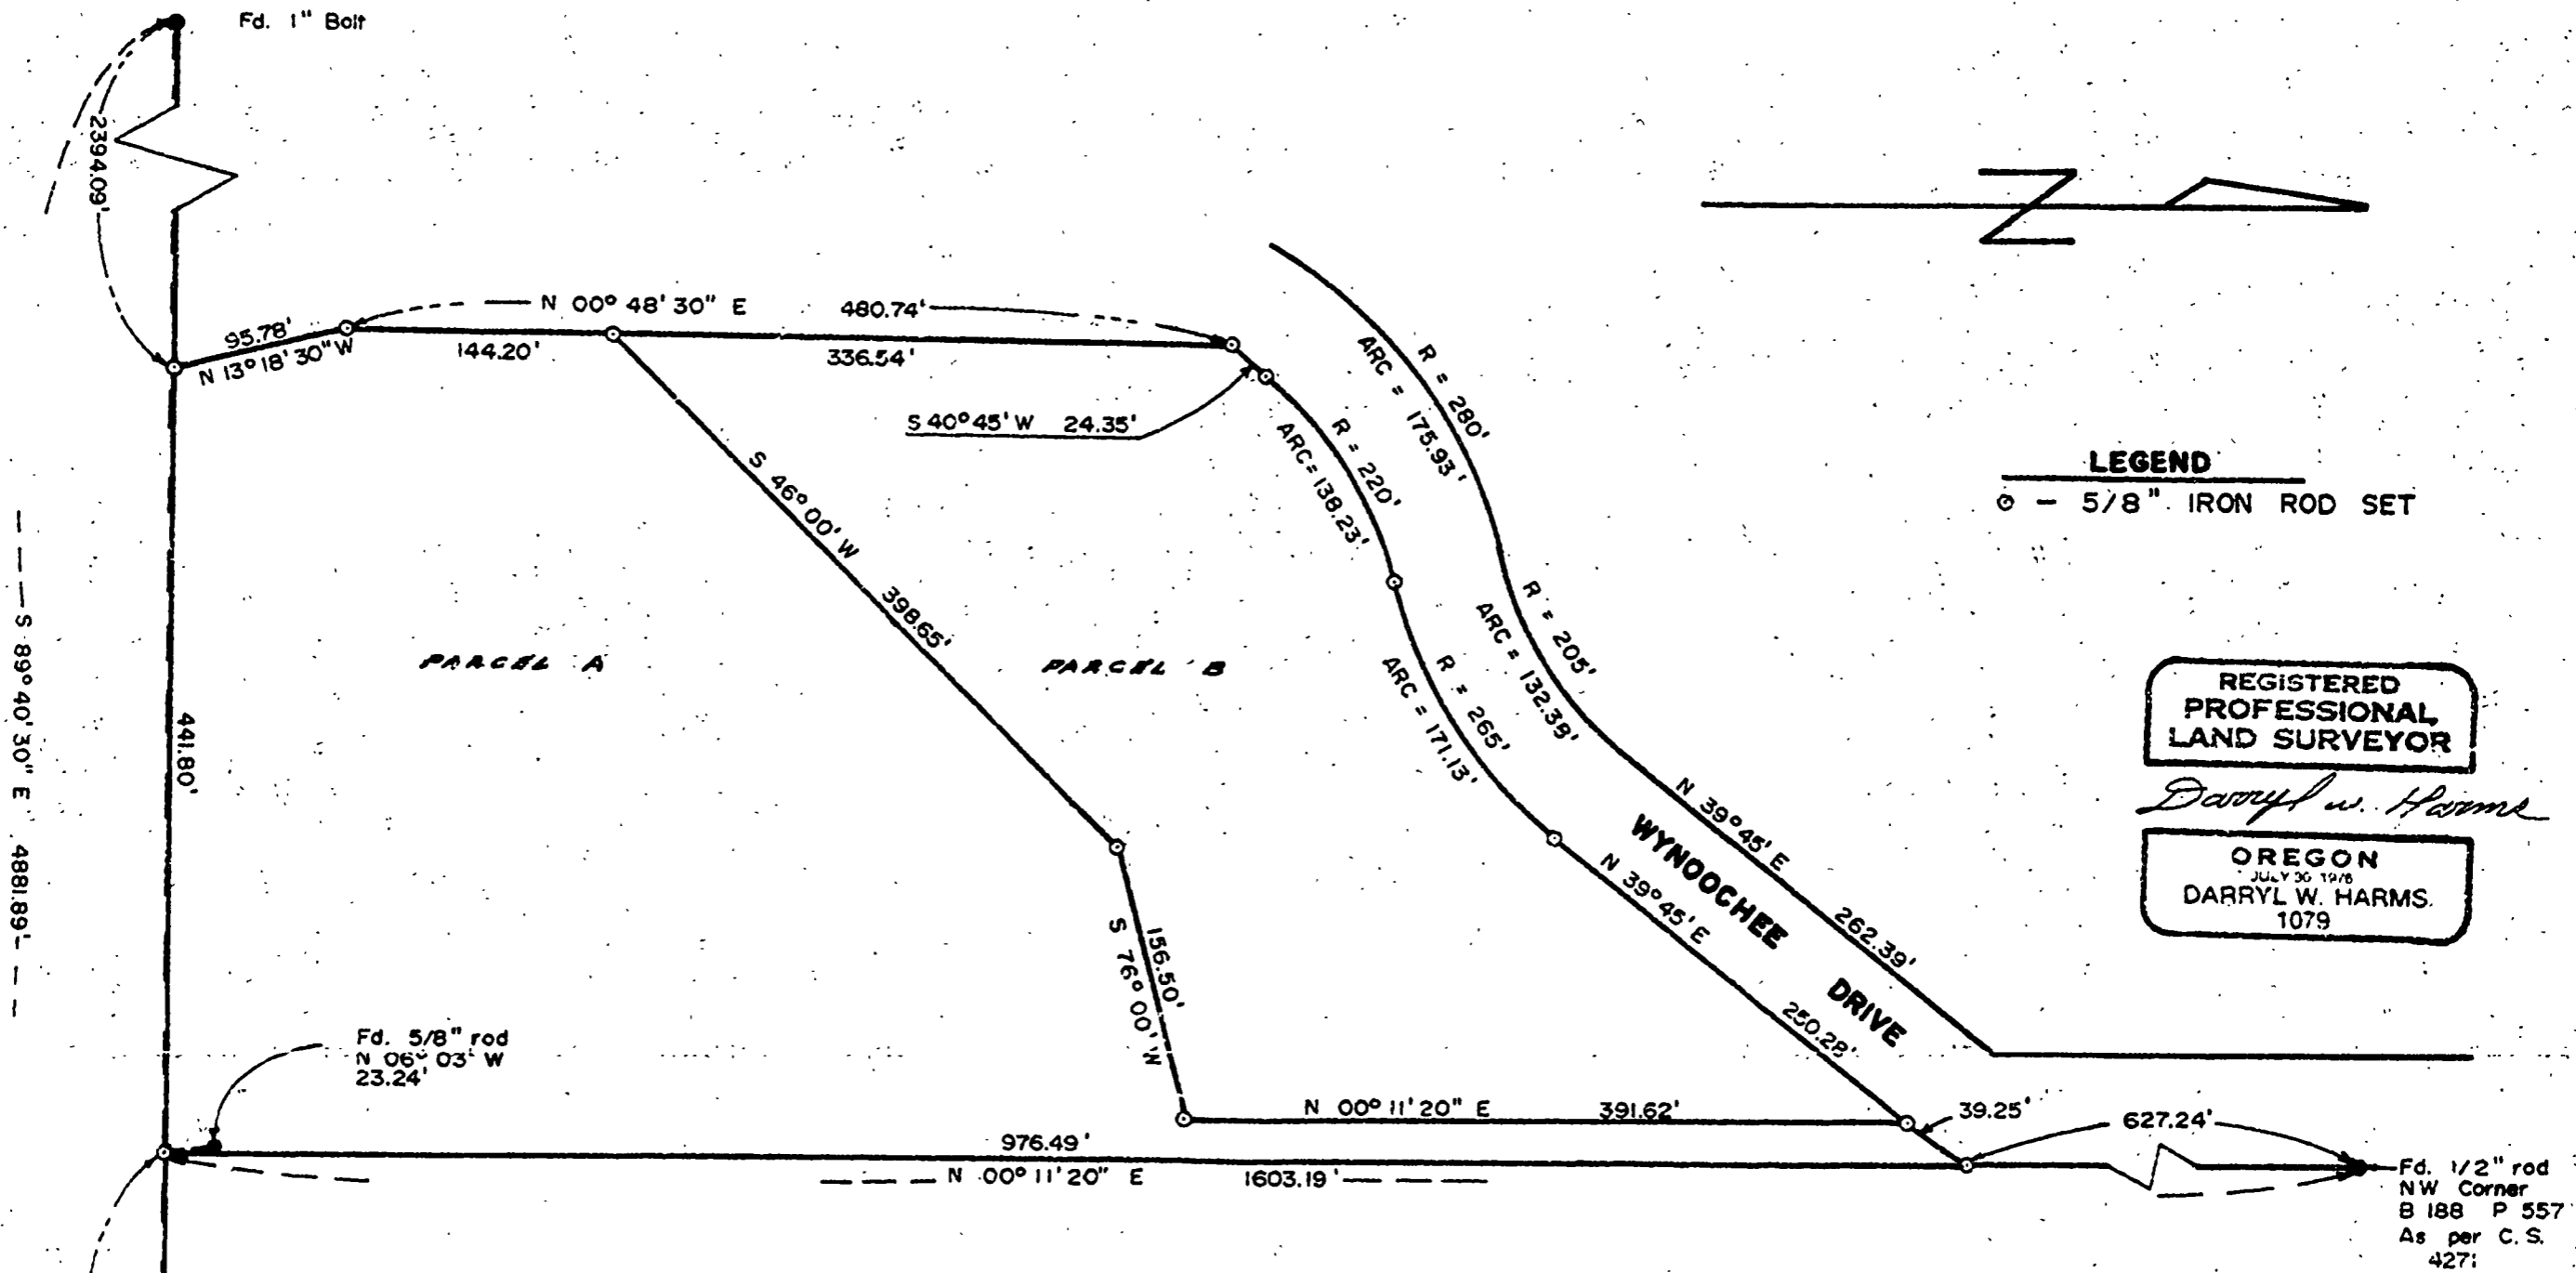 Fd. 1" Bolt
2394.09'
N 00° 48' 30" E 480.74'
95.78'
N 13° 18' 30" W
144.20'
336.54'
S 40° 45' W 24.35'
R = 280'
ARC = 175.93'
R = 220'
ARC = 138.23'
LEGEND
⊙ - 5/8" IRON ROD SET
S 46° 00' W 398.65'
S 89° 40' 30" E 4881.89'
441.80'
PARCEL A
PARCEL B
R = 205'
ARC = 132.39'
R = 265'
ARC = 171.13'
REGISTERED
PROFESSIONAL
LAND SURVEYOR
Darryl W. Harms
OREGON
JULY 30 1976
DARRYL W. HARMS
1079
N 39° 45' E 262.39'
WYNOOCHEE DRIVE
N 39° 45' E 250.28'
156.50'
S 76° 00' W
Fd. 5/8" rod
N 06° 03' W
23.24'
N 00° 11' 20" E 391.62'
39.25'
627.24'
976.49'
N 00° 11' 20" E 1603.19'
Fd. 1/2" rod
NW Corner
B 188 P 557
As per C.S.
4271